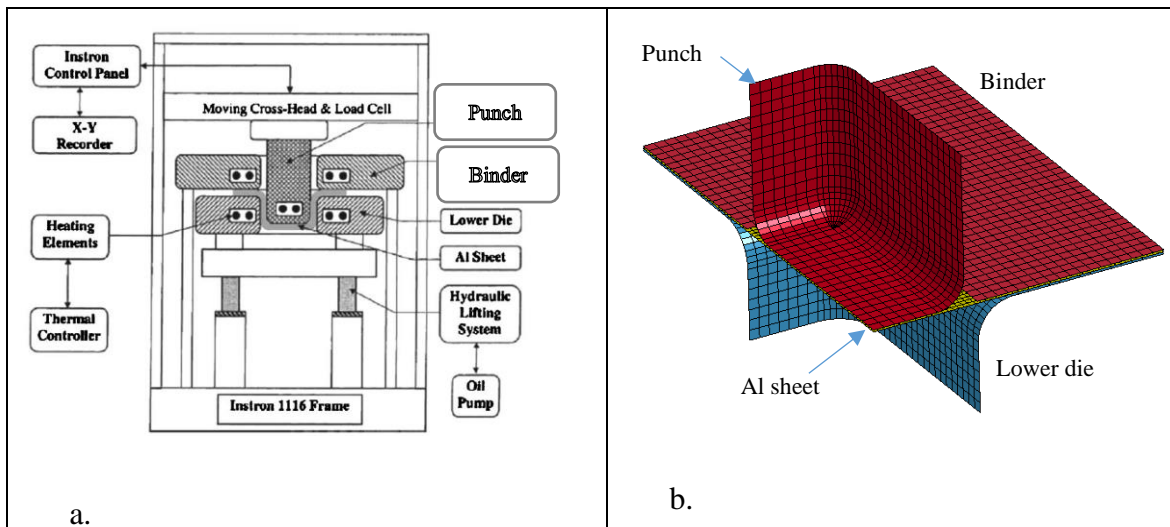 Instron
Control Panel
X-Y
Recorder
Moving Cross-Head & Load Cell
Punch
Binder
Lower Die
Al Sheet
Heating
Elements
Thermal
Controller
Hydraulic
Lifting
System
Oil
Pump
Instron 1116 Frame
a.
Punch
Binder
Al sheet
Lower die
b.